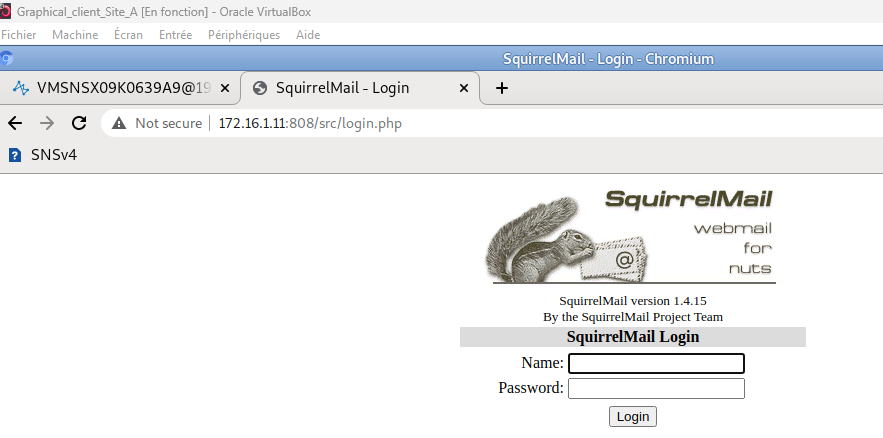 Graphical_client_Site_A [En fonction] - Oracle VirtualBox
Fichier Machine Écran Entrée Périphériques Aide
SquirrelMail - Login - Chromium
VMSNSX09K0639A9@19 SquirrelMail - Login
Not secure 172.16.1.11:808/src/login.php
SNSv4
SquirrelMail
webmail
for
nuts
@
SquirrelMail version 1.4.15
By the SquirrelMail Project Team
SquirrelMail Login
Name:
Password:
Login